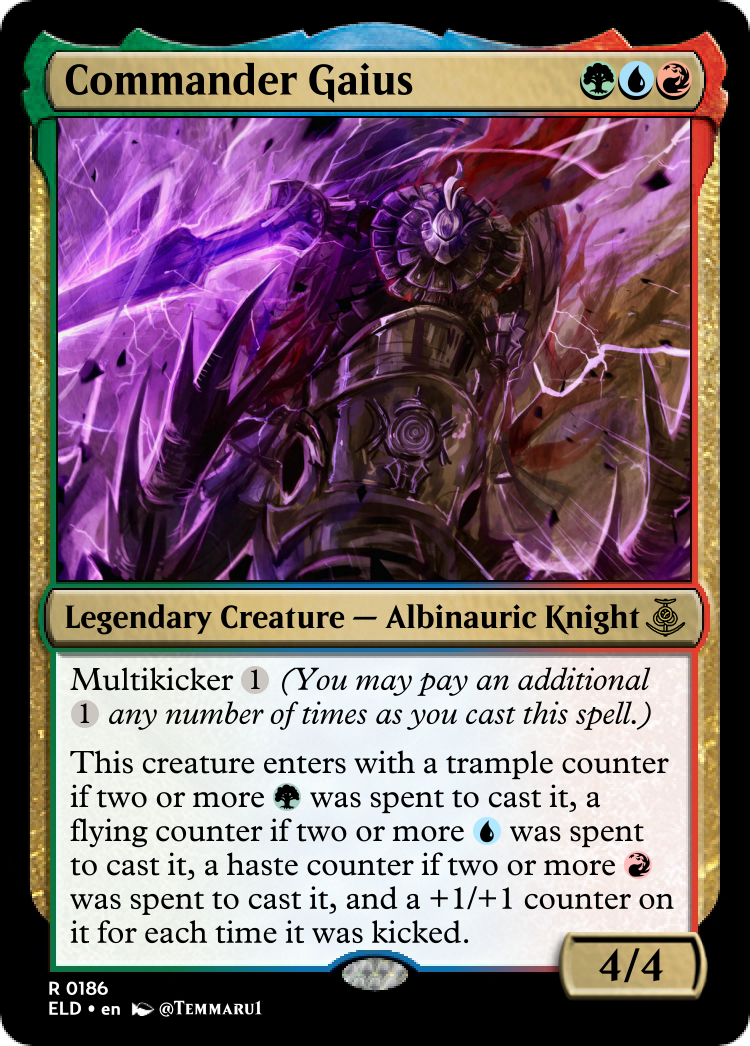 Commander Gaius
Legendary Creature — Albinauric Knight
Multikicker 1 (You may pay an additional
1 any number of times as you cast this spell.)
This creature enters with a trample counter
if two or more was spent to cast it, a
flying counter if two or more was spent
to cast it, a haste counter if two or more
was spent to cast it, and a +1/+1 counter on
it for each time it was kicked.
4/4
R 0186
ELD • en @Temmaru1